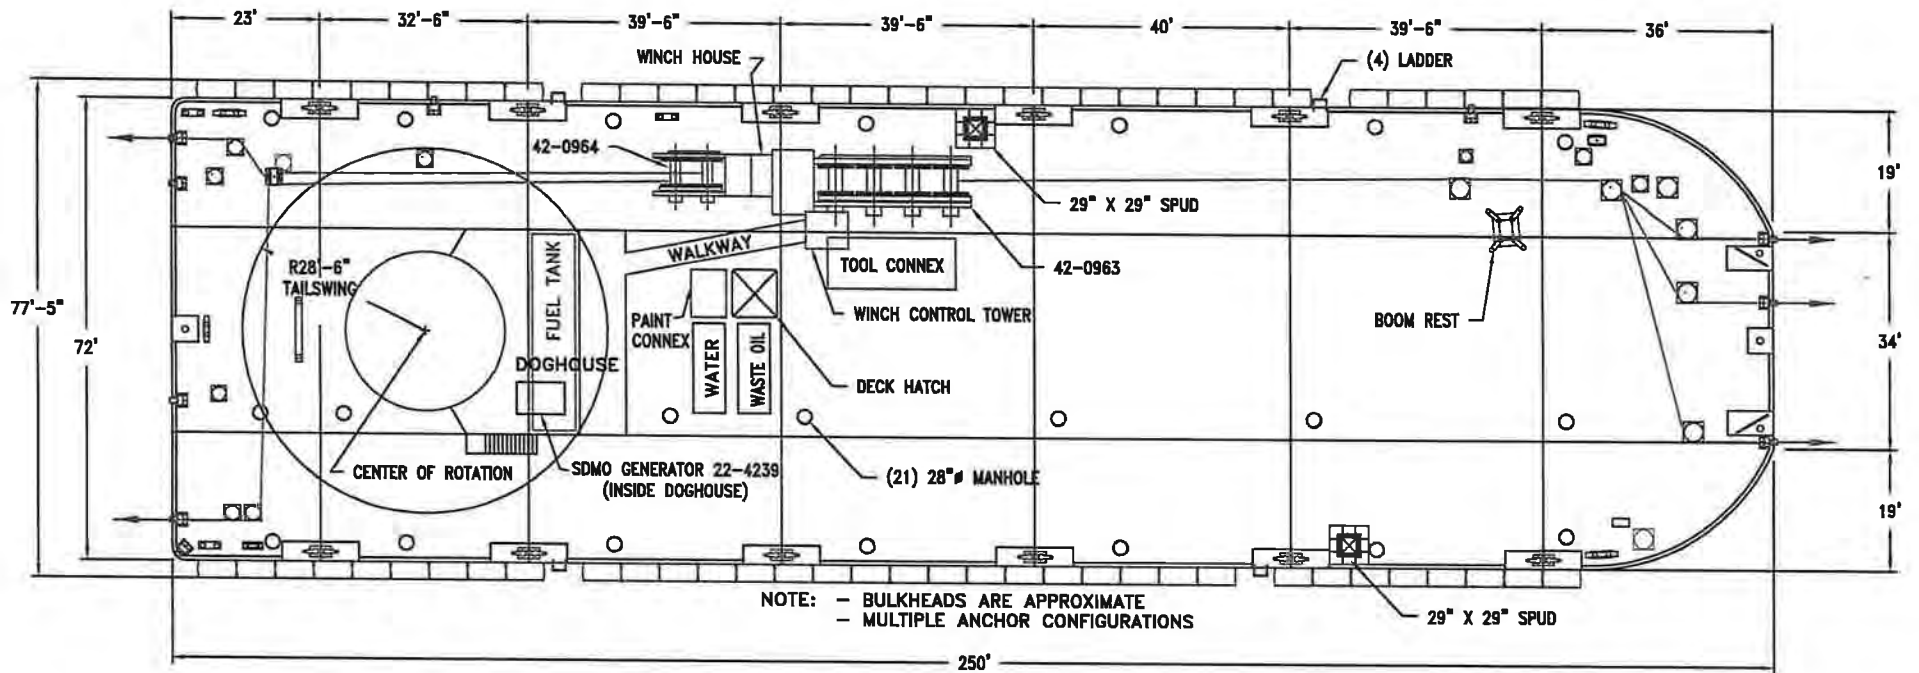 23'
32'-6"
39'-6"
39'-6"
40'
39'-6"
36'
WINCH HOUSE
(4) LADDER
42-0964
19'
29" X 29" SPUD
WALKWAY
42-0963
TOOL CONNEX
R28'-6"
TAILSWING
FUEL TANK
77'-5"
72'
PAINT
CONNEX
WINCH CONTROL TOWER
BOOM REST
34'
DOGHOUSE
WATER
WASTE OIL
DECK HATCH
CENTER OF ROTATION
SDMO GENERATOR 22-4239
(INSIDE DOGHOUSE)
(21) 28"ø MANHOLE
19'
NOTE: - BULKHEADS ARE APPROXIMATE
- MULTIPLE ANCHOR CONFIGURATIONS
29" X 29" SPUD
250'